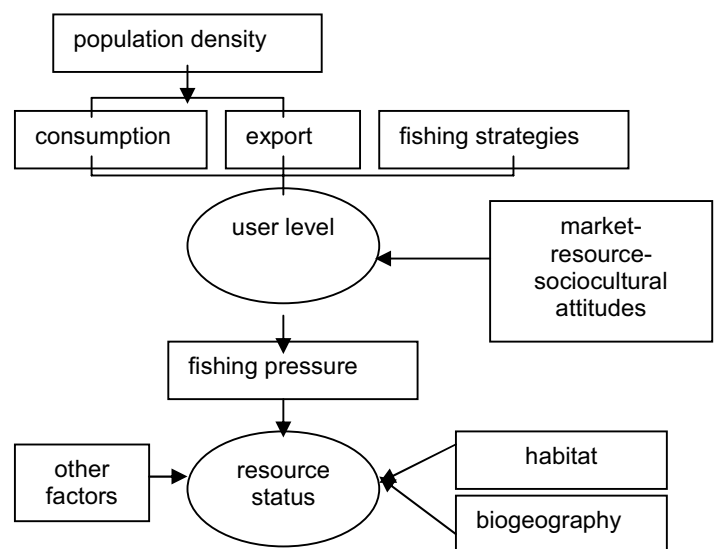 population density
consumption
export
fishing strategies
user level
market-
resource-
sociocultural
attitudes
fishing pressure
other
factors
resource
status
habitat
biogeography